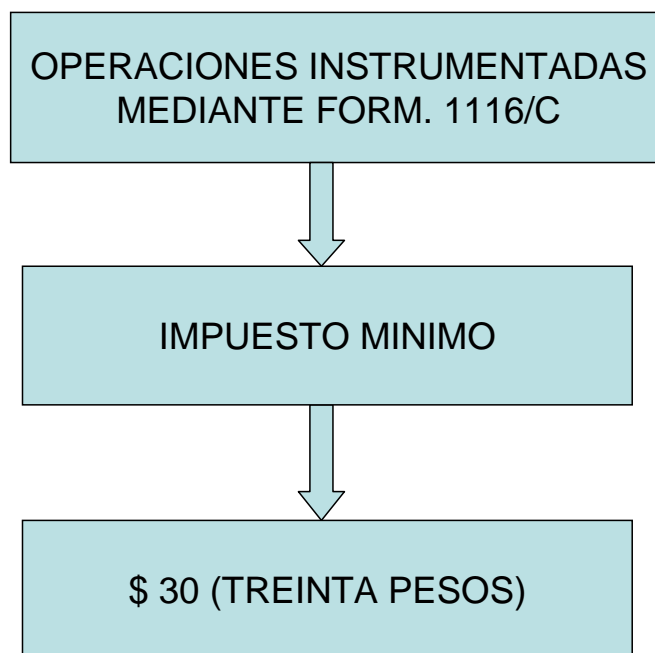 OPERACIONES INSTRUMENTADAS
MEDIANTE FORM. 1116/C
IMPUESTO MINIMO
$ 30 (TREINTA PESOS)